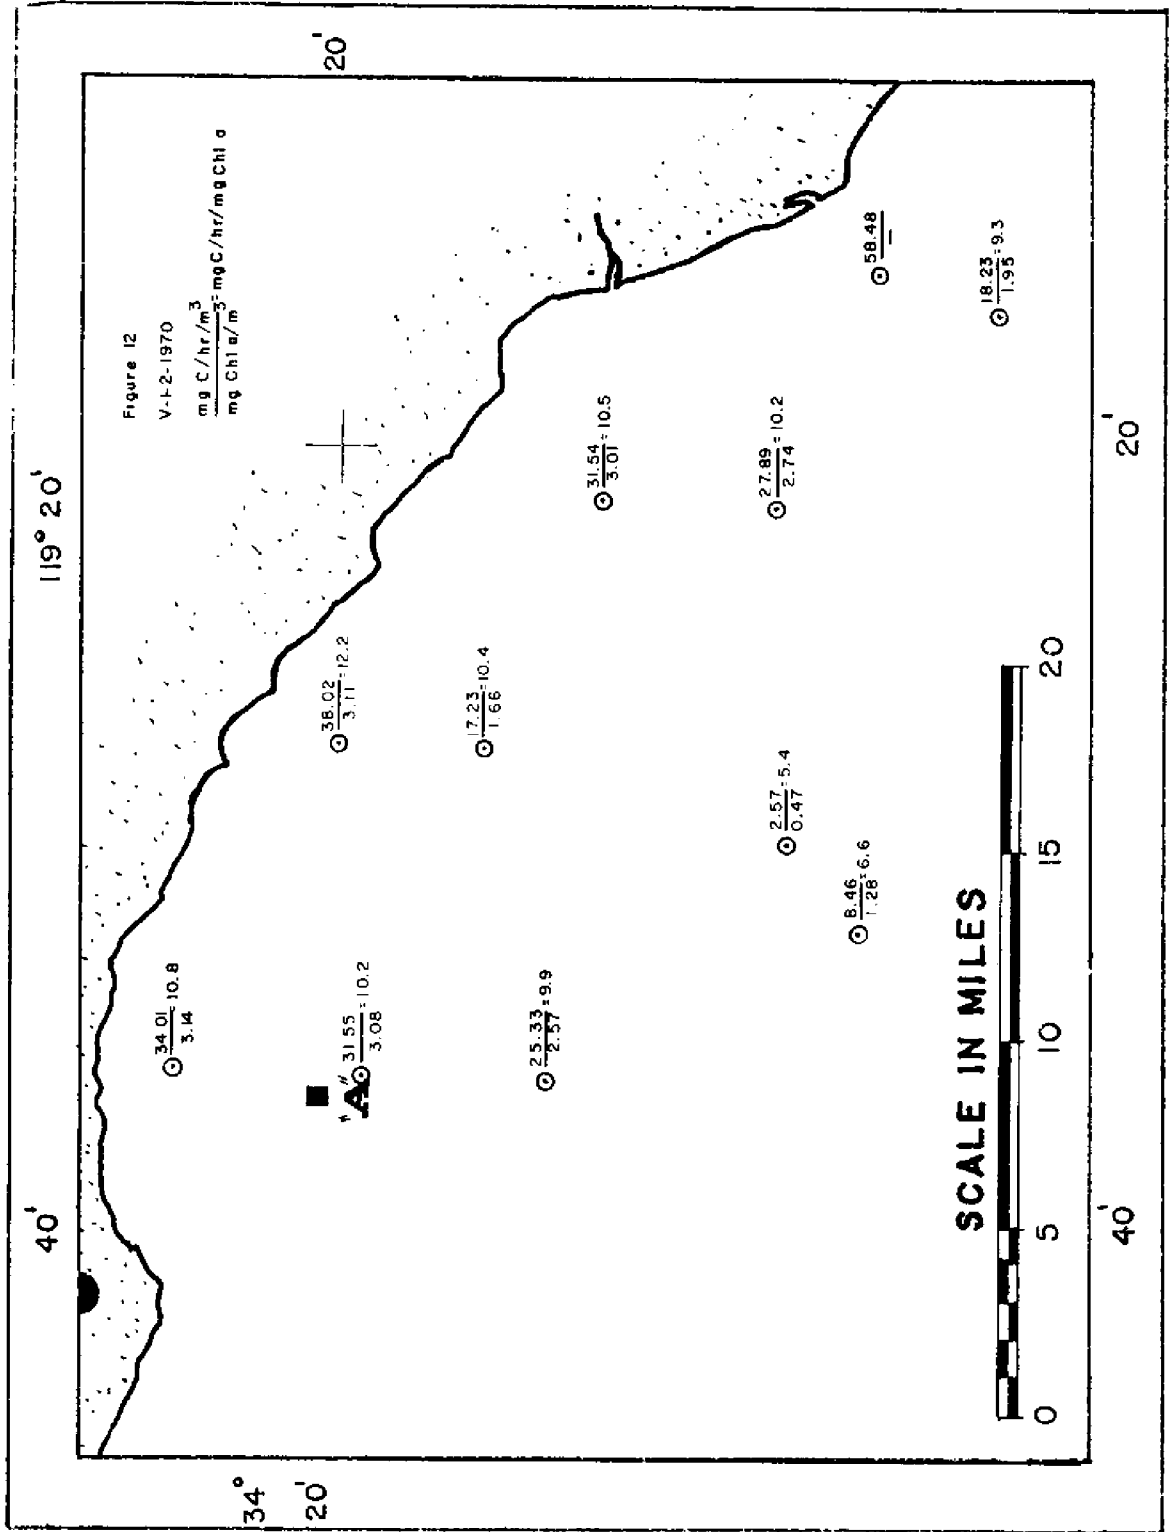 Figure 12
V-1-2-1970
mg C/hr/m3
mg Chl a/m3 = mg C/hr/mg Chl a
40'
119° 20'
34°
20'
20'
34.01
3.14 = 10.8
"A"
31.55
3.08 = 10.2
38.02
3.11 = 12.2
25.33
2.57 = 9.9
17.23
1.66 = 10.4
31.54
3.01 = 10.5
2.57
0.47 = 5.4
27.89
2.74 = 10.2
8.46
1.28 = 6.6
58.48
—
18.23
1.95 = 9.3
SCALE IN MILES
0 5 10 15 20
40'
20'